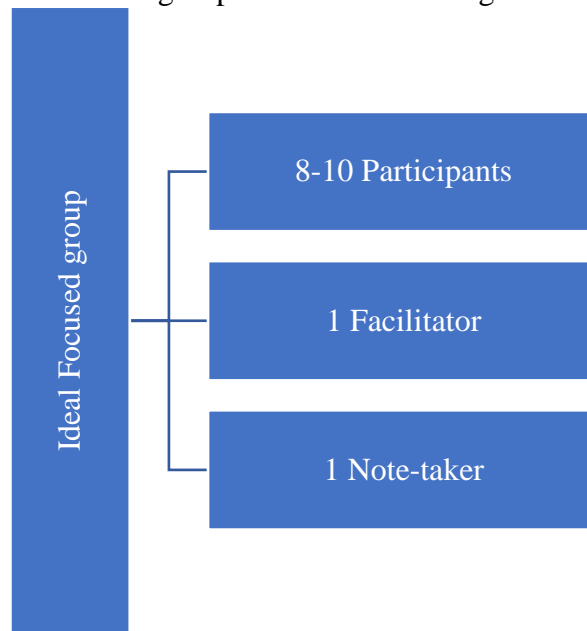 Ideal Focused group
8-10 Participants
1 Facilitator
1 Note-taker